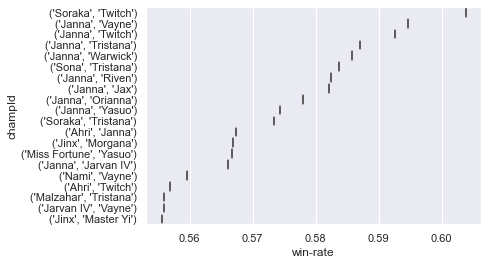 ('Soraka', 'Twitch')
('Janna', 'Vayne')
('Janna', 'Twitch')
('Janna', 'Tristana')
('Janna', 'Warwick')
('Sona', 'Tristana')
('Janna', 'Riven')
('Janna', 'Jax')
('Janna', 'Orianna')
('Janna', 'Yasuo')
('Soraka', 'Tristana')
('Ahri', 'Janna')
('Jinx', 'Morgana')
('Miss Fortune', 'Yasuo')
('Janna', 'Jarvan IV')
('Nami', 'Vayne')
('Ahri', 'Twitch')
('Malzahar', 'Tristana')
('Jarvan IV', 'Vayne')
('Jinx', 'Master Yi')
champId
0.56 0.57 0.58 0.59 0.60
win-rate